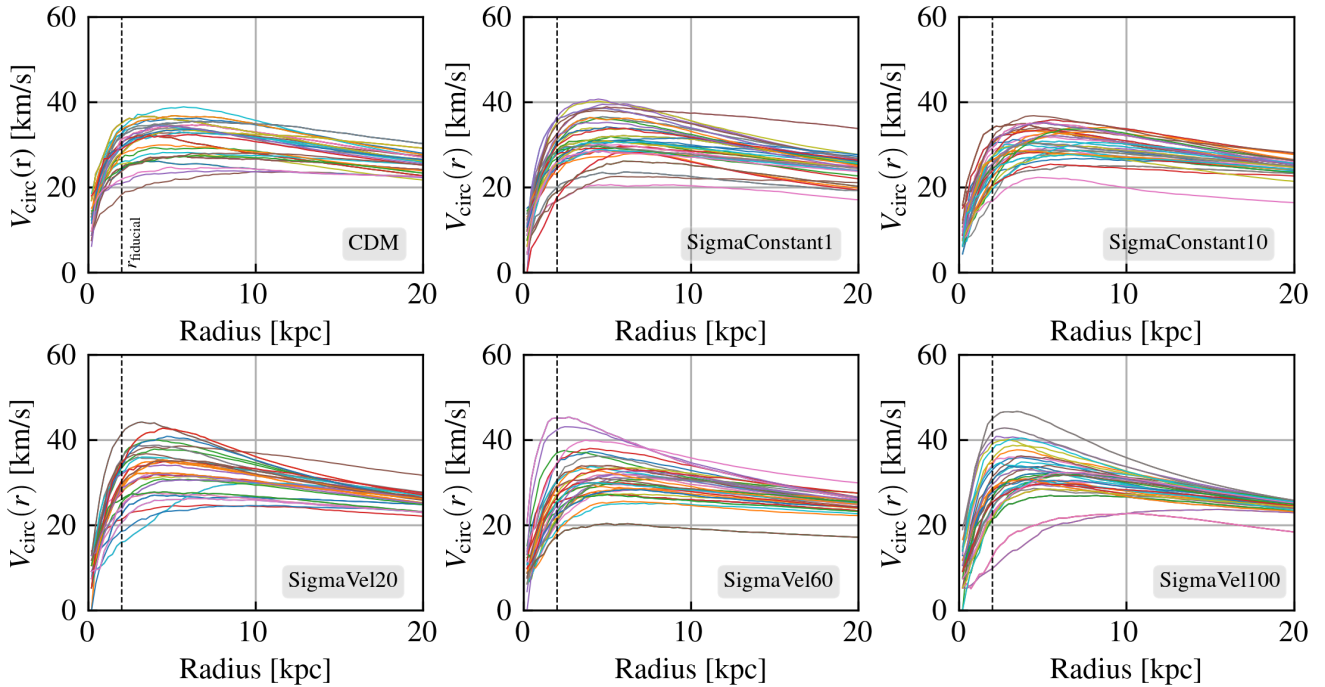 60
40
20
0
V_circ(r) [km/s]
r_fiducial
CDM
0 10 20
Radius [kpc]
60
40
20
0
V_circ(r) [km/s]
SigmaConstant1
0 10 20
Radius [kpc]
60
40
20
0
V_circ(r) [km/s]
SigmaConstant10
0 10 20
Radius [kpc]
60
40
20
0
V_circ(r) [km/s]
SigmaVel20
0 10 20
Radius [kpc]
60
40
20
0
V_circ(r) [km/s]
SigmaVel60
0 10 20
Radius [kpc]
60
40
20
0
V_circ(r) [km/s]
SigmaVel100
0 10 20
Radius [kpc]